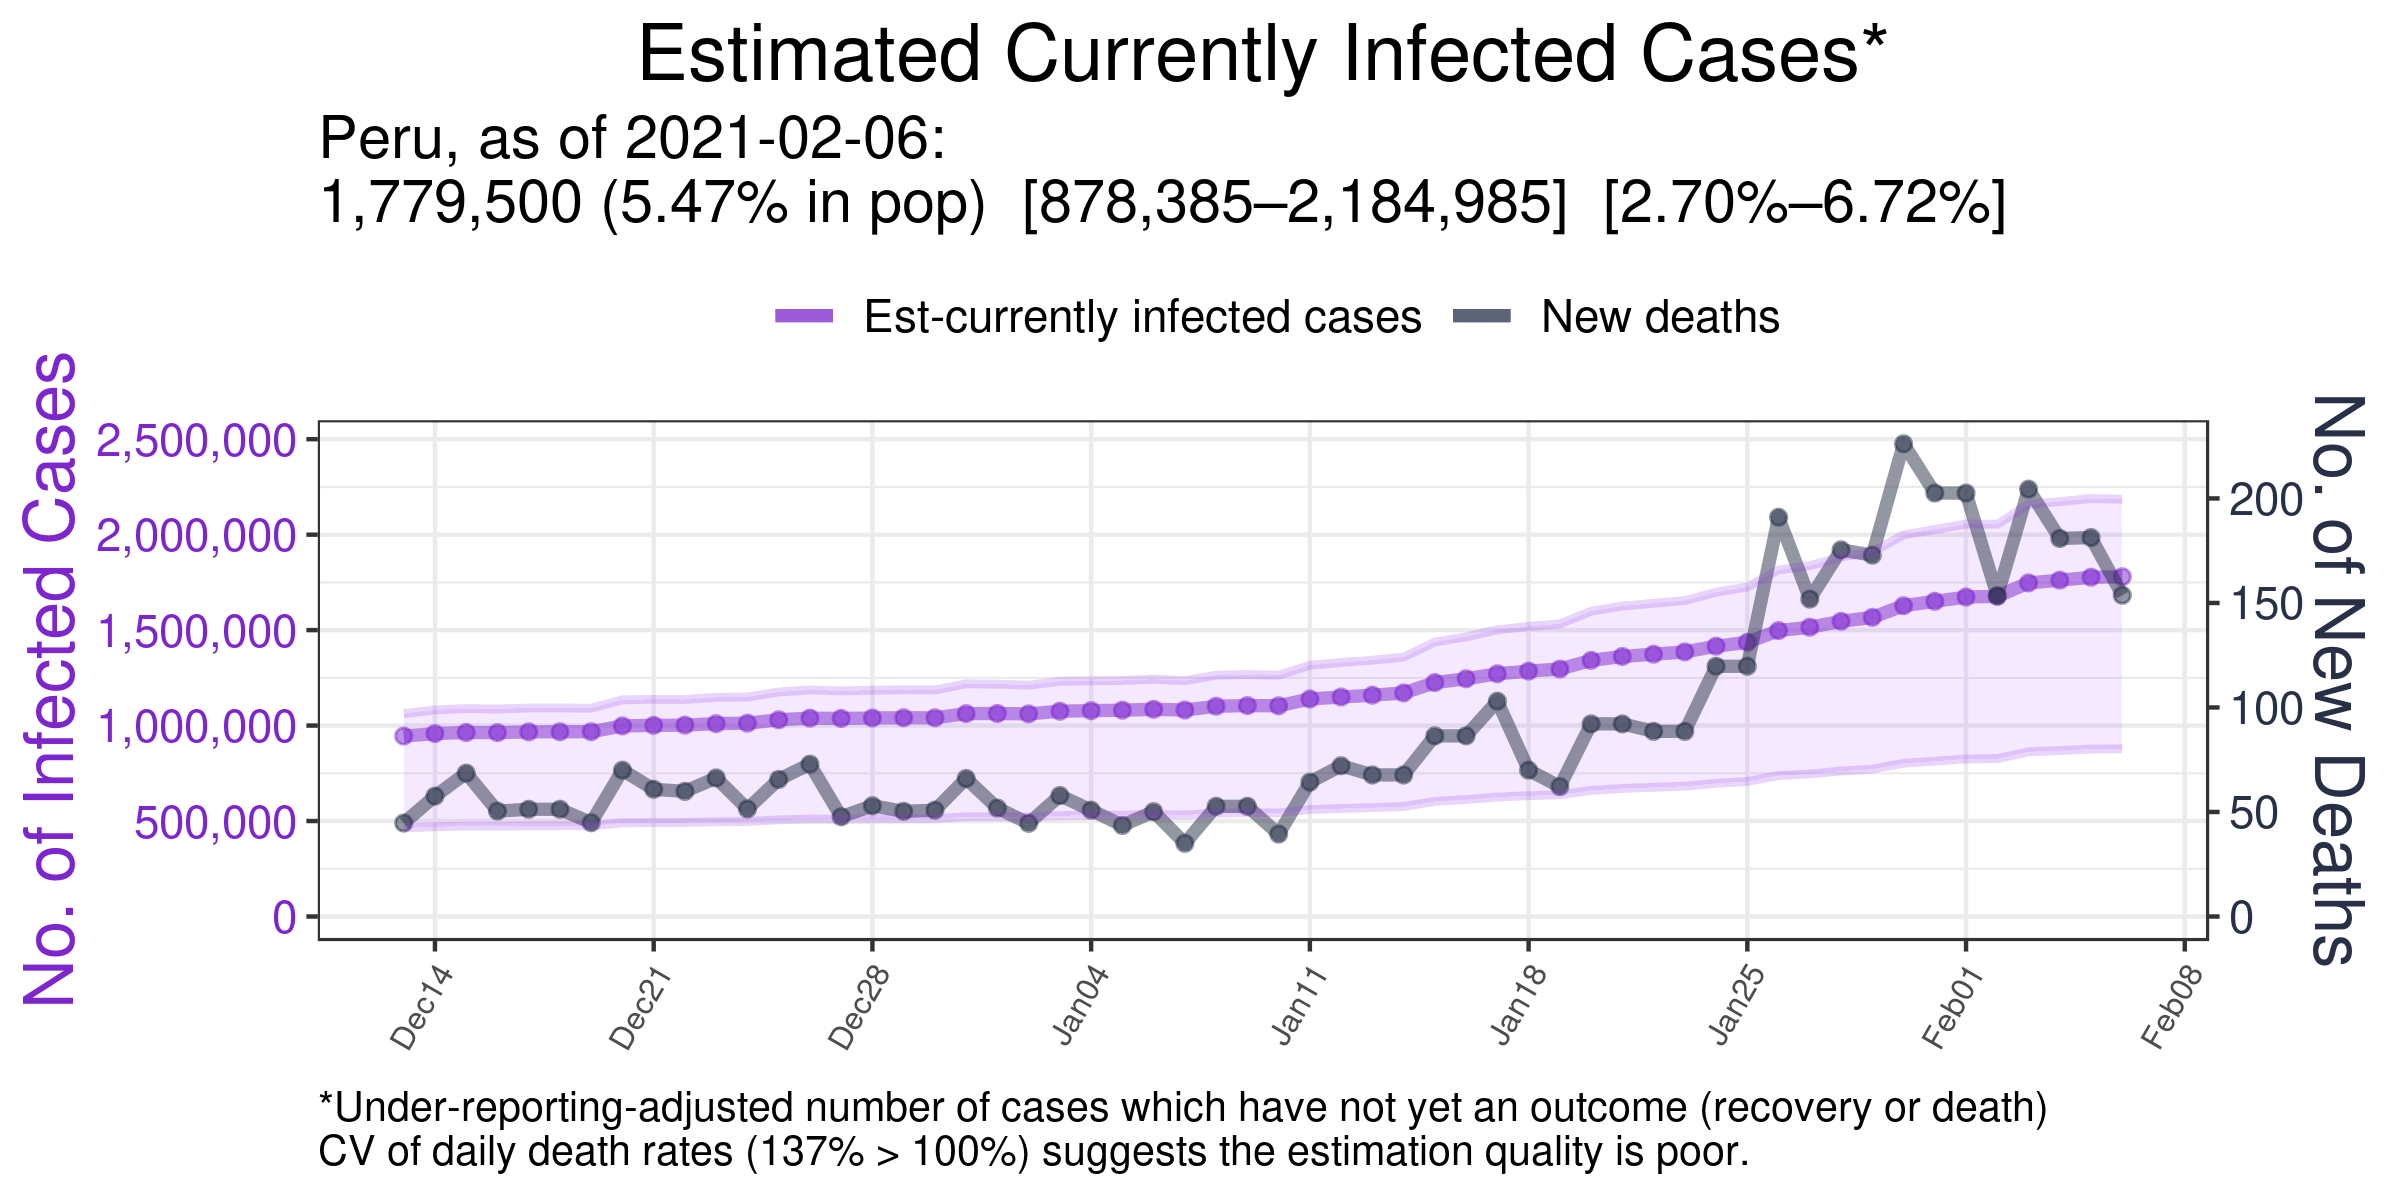 Estimated Currently Infected Cases*
Peru, as of 2021-02-06:
1,779,500 (5.47% in pop)  [878,385–2,184,985]  [2.70%–6.72%]
Est-currently infected cases
New deaths
No. of Infected Cases
2,500,000
2,000,000
1,500,000
1,000,000
500,000
0
No. of New Deaths
200
150
100
50
0
Dec14
Dec21
Dec28
Jan04
Jan11
Jan18
Jan25
Feb01
Feb08
*Under-reporting-adjusted number of cases which have not yet an outcome (recovery or death)
CV of daily death rates (137% > 100%) suggests the estimation quality is poor.